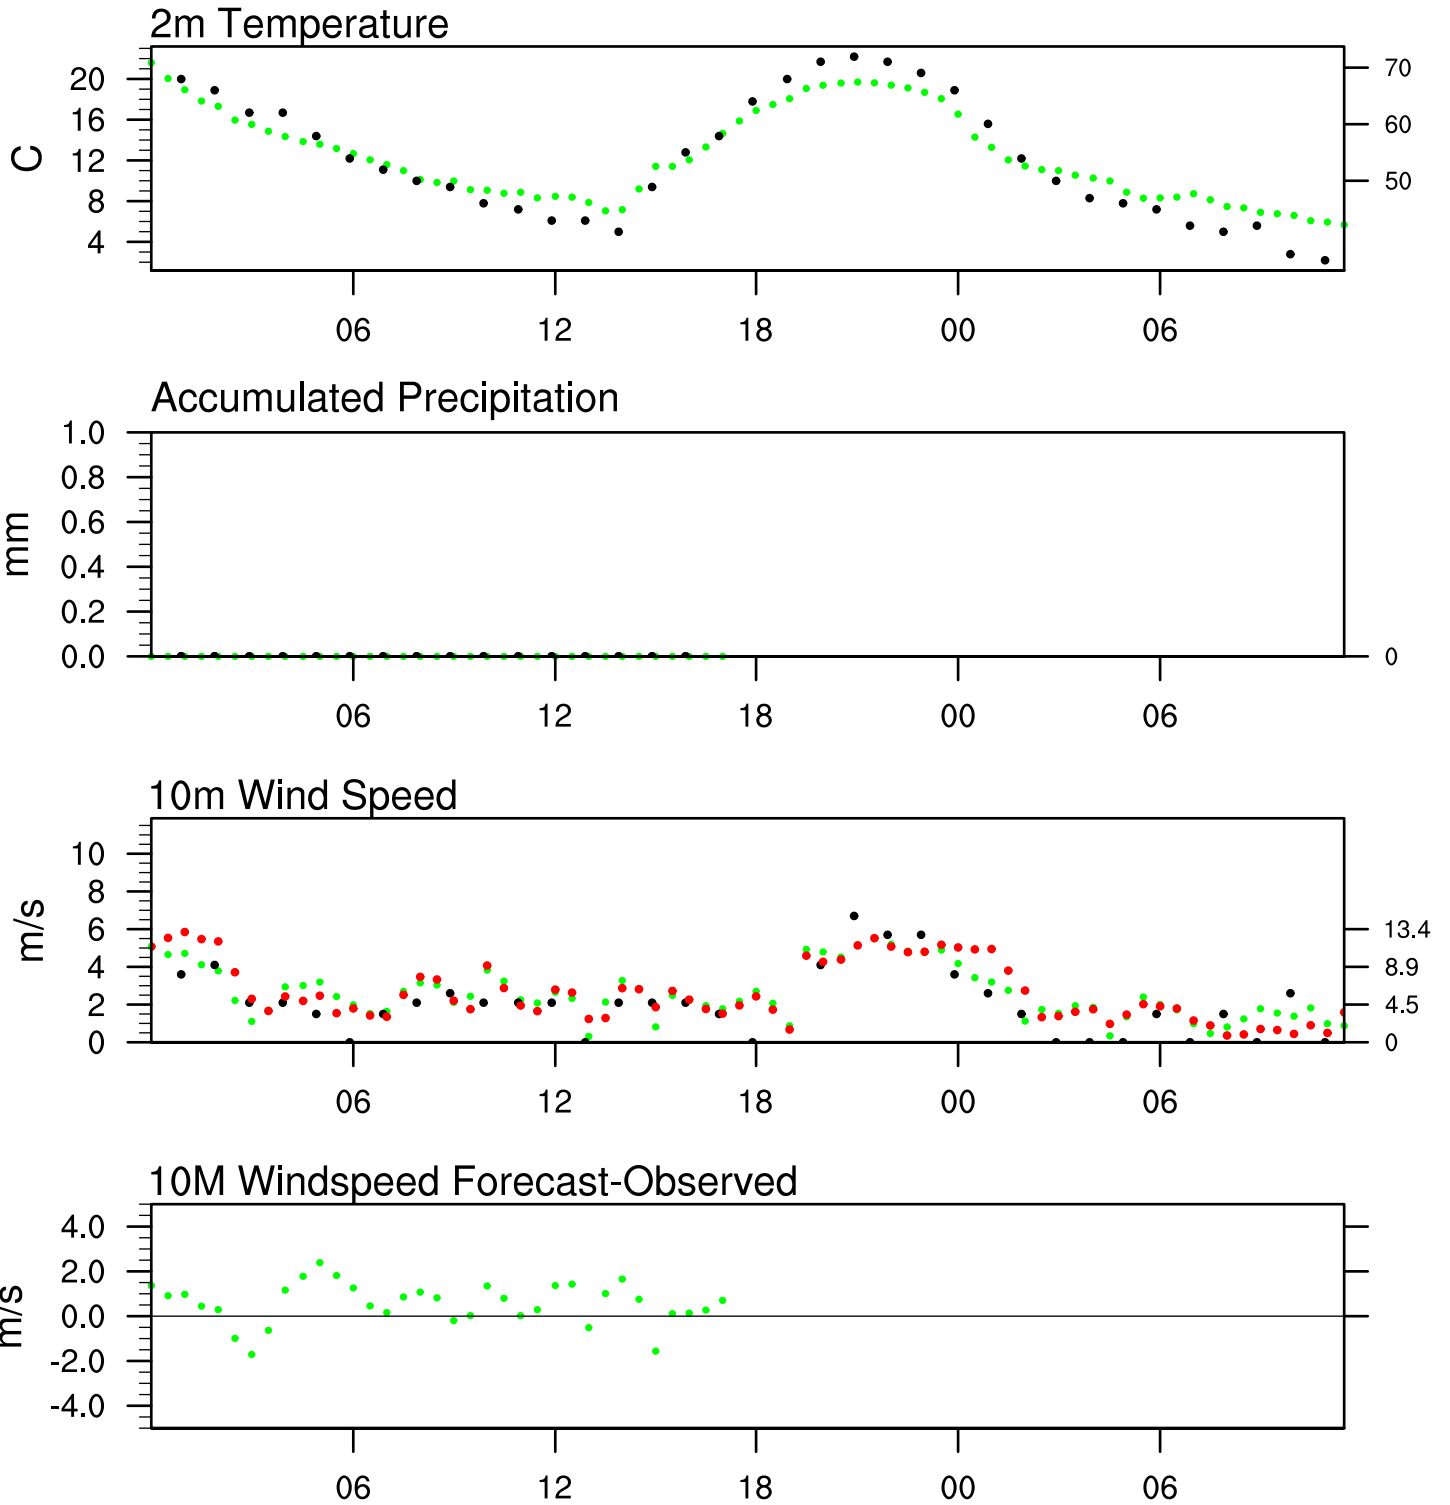 2m Temperature
20
16
12
8
4
C
70
60
50
06 12 18 00 06
Accumulated Precipitation
1.0
0.8
0.6
0.4
0.2
0.0
mm
0
06 12 18 00 06
10m Wind Speed
10
8
6
4
2
0
m/s
13.4
8.9
4.5
0
06 12 18 00 06
10M Windspeed Forecast-Observed
4.0
2.0
0.0
-2.0
-4.0
m/s
06 12 18 00 06